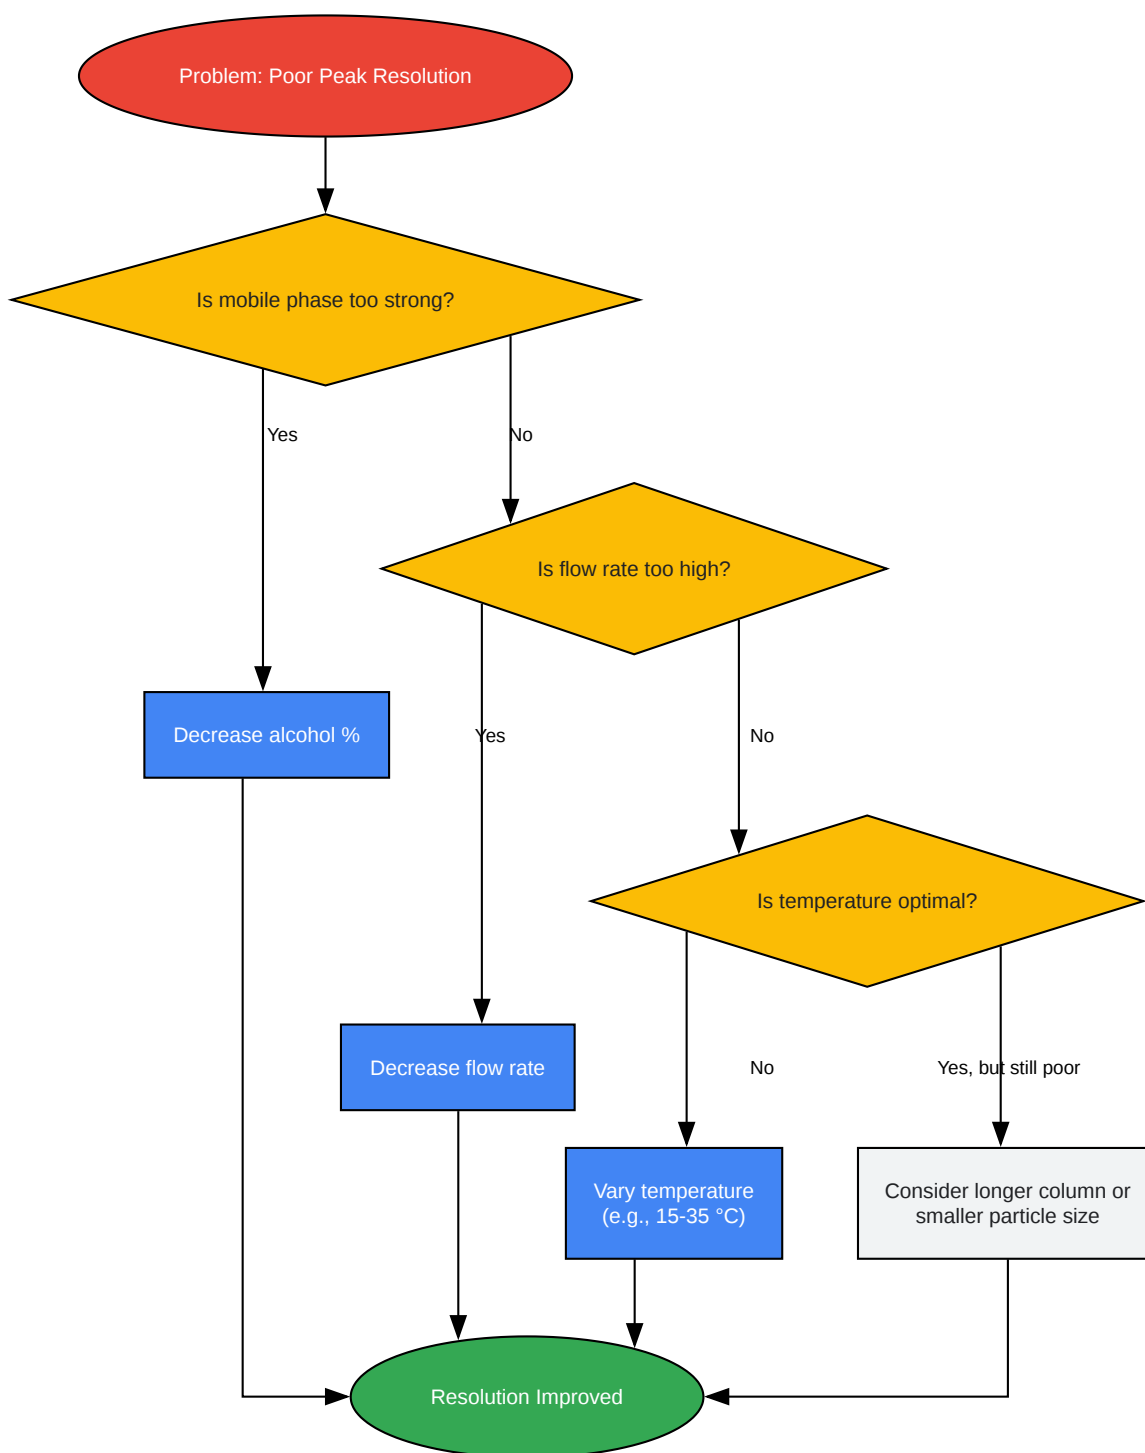 Problem: Poor Peak Resolution
Is mobile phase too strong?
Yes
No
Is flow rate too high?
Decrease alcohol %
Yes
No
Is temperature optimal?
Decrease flow rate
No
Yes, but still poor
Vary temperature
(e.g., 15-35 °C)
Consider longer column or
smaller particle size
Resolution Improved